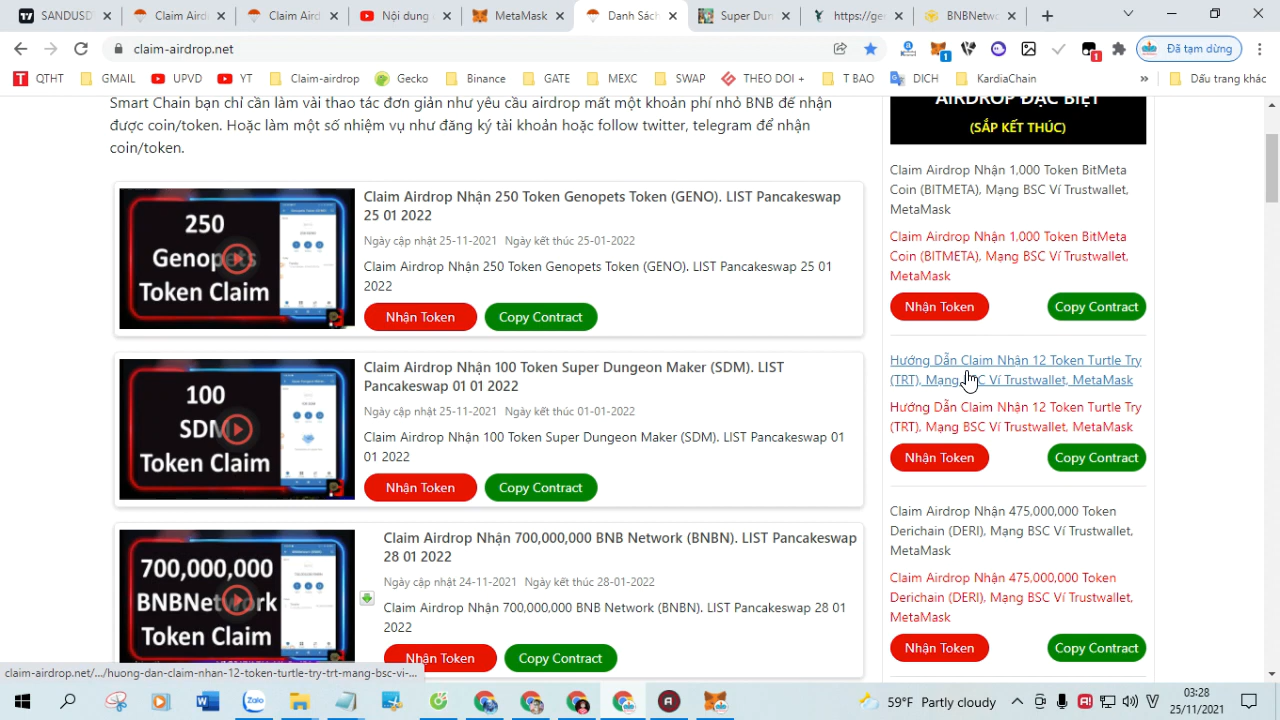 SANDUSD
Claim Air
Claim Air
Nội dung
MetaMask
Danh Sác
Super Dun
https://ge
BNBNetw
claim-airdrop.net
1
1
Đã tạm dừng
QTHT
GMAIL
UPVD
YT
Claim-airdrop
Gecko
Binance
GATE
MEXC
SWAP
THEO DOI +
T BAO
DICH
KardiaChain
»
Dấu trang khác
Smart Chain bạn chỉ cần làm vài thao tác đơn giản như yêu cầu airdrop mất một khoản phí nhỏ BNB để nhận
được coin/token. Hoặc làm một số nhiệm vụ như đăng ký tài khoản hoặc follow twitter, telegram để nhận
coin/token.
250
Genopets
Token Claim
Claim Airdrop Nhận 250 Token Genopets Token (GENO). LIST Pancakeswap
25 01 2022
Ngày cập nhật 25-11-2021 Ngày kết thúc 25-01-2022
Claim Airdrop Nhận 250 Token Genopets Token (GENO). LIST Pancakeswap 25 01
2022
Nhận Token
Copy Contract
100
SDM
Token Claim
Claim Airdrop Nhận 100 Token Super Dungeon Maker (SDM). LIST
Pancakeswap 01 01 2022
Ngày cập nhật 25-11-2021 Ngày kết thúc 01-01-2022
Claim Airdrop Nhận 100 Token Super Dungeon Maker (SDM). LIST Pancakeswap 01
01 2022
Nhận Token
Copy Contract
700,000.000
BNBNetwork
Token Claim
Claim Airdrop Nhận 700,000,000 BNB Network (BNBN). LIST Pancakeswap
28 01 2022
Ngày cập nhật 24-11-2021 Ngày kết thúc 28-01-2022
Claim Airdrop Nhận 700,000,000 BNB Network (BNBN). LIST Pancakeswap 28 01
2022
Nhận Token
Copy Contract
AIRDROP ĐẶC BIỆT
(SẮP KẾT THÚC)
Claim Airdrop Nhận 1,000 Token BitMeta
Coin (BITMETA), Mạng BSC Ví Trustwallet,
MetaMask
Claim Airdrop Nhận 1,000 Token BitMeta
Coin (BITMETA), Mạng BSC Ví Trustwallet,
MetaMask
Nhận Token
Copy Contract
Hướng Dẫn Claim Nhận 12 Token Turtle Try
(TRT), Mạng BSC Ví Trustwallet, MetaMask
Hướng Dẫn Claim Nhận 12 Token Turtle Try
(TRT), Mạng BSC Ví Trustwallet, MetaMask
Nhận Token
Copy Contract
Claim Airdrop Nhận 475,000,000 Token
Derichain (DERI), Mạng BSC Ví Trustwallet,
MetaMask
Claim Airdrop Nhận 475,000,000 Token
Derichain (DERI), Mạng BSC Ví Trustwallet,
MetaMask
Nhận Token
Copy Contract
claim-airdrop.net/.../huong-dan-claim-nhan-12-token-turtle-try-trt-mang-bsc-vi-...
Zalo
59°F Partly cloudy
03:28
25/11/2021